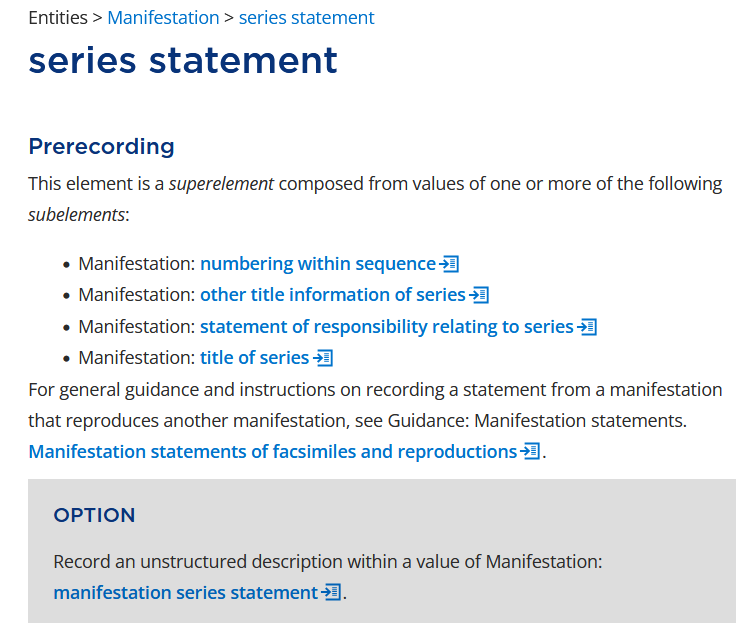 Entities > Manifestation > series statement
series statement
Prerecording
This element is a superelement composed from values of one or more of the following
subelements:
• Manifestation: numbering within sequence
• Manifestation: other title information of series
• Manifestation: statement of responsibility relating to series
• Manifestation: title of series
For general guidance and instructions on recording a statement from a manifestation
that reproduces another manifestation, see Guidance: Manifestation statements.
Manifestation statements of facsimiles and reproductions.
OPTION
Record an unstructured description within a value of Manifestation:
manifestation series statement.